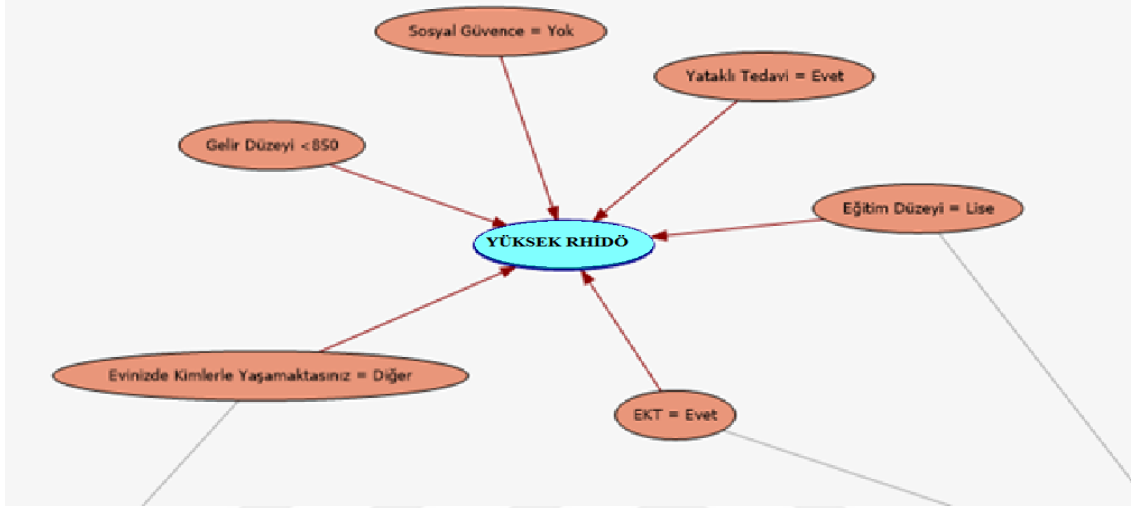 Sosyal Güvence = Yok
Yataklı Tedavi = Evet
Gelir Düzeyi <850
Eğitim Düzeyi = Lise
YÜKSEK RHİDÖ
Evinizde Kimlerle Yaşamaktasınız = Diğer
EKT = Evet